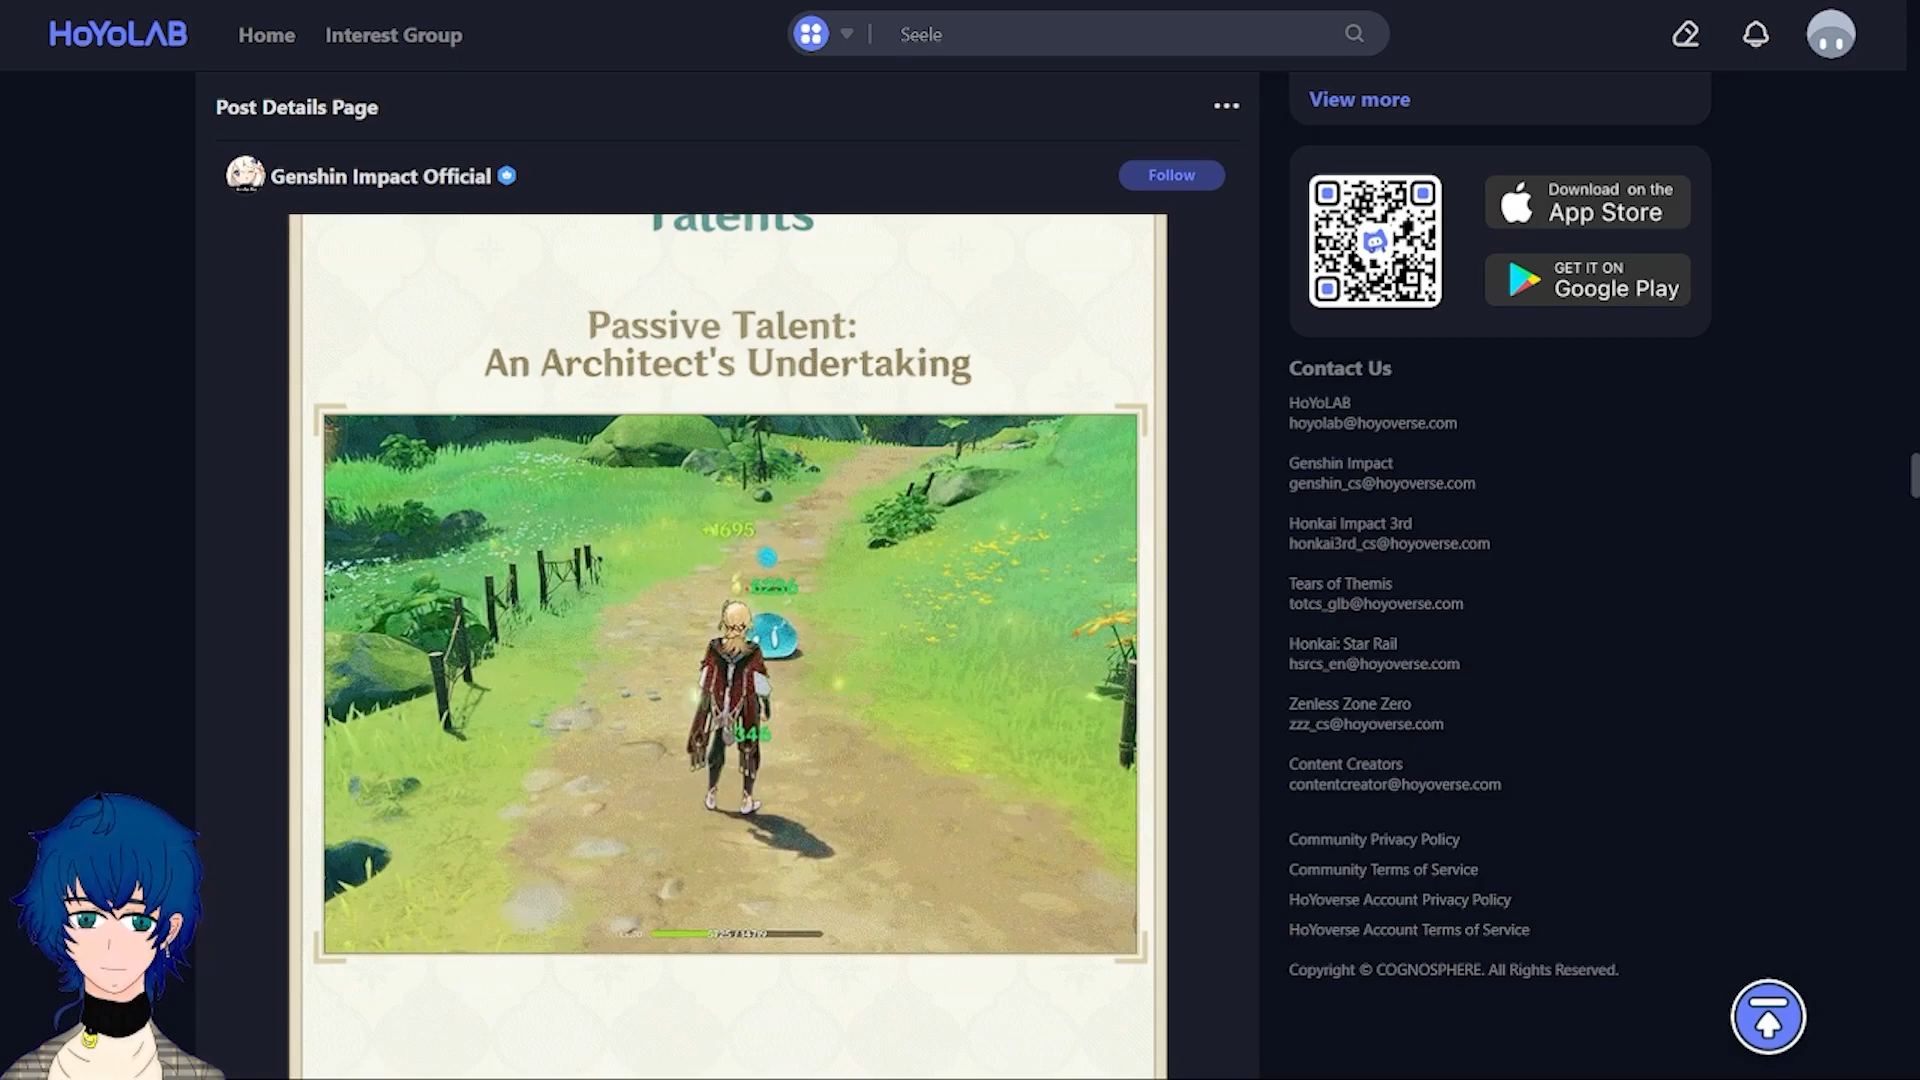 HoYoLAB
Home
Interest Group
Seele
Post Details Page
Genshin Impact Official
Follow
Talents
Passive Talent:
An Architect's Undertaking
+1695
346
View more
Download on the
App Store
GET IT ON
Google Play
Contact Us
HoYoLAB
hoyolab@hoyoverse.com
Genshin Impact
genshin_cs@hoyoverse.com
Honkai Impact 3rd
honkai3rd_cs@hoyoverse.com
Tears of Themis
totcs_glb@hoyoverse.com
Honkai: Star Rail
hsrcs_en@hoyoverse.com
Zenless Zone Zero
zzz_cs@hoyoverse.com
Content Creators
contentcreator@hoyoverse.com
Community Privacy Policy
Community Terms of Service
HoYoverse Account Privacy Policy
HoYoverse Account Terms of Service
Copyright © COGNOSPHERE. All Rights Reserved.